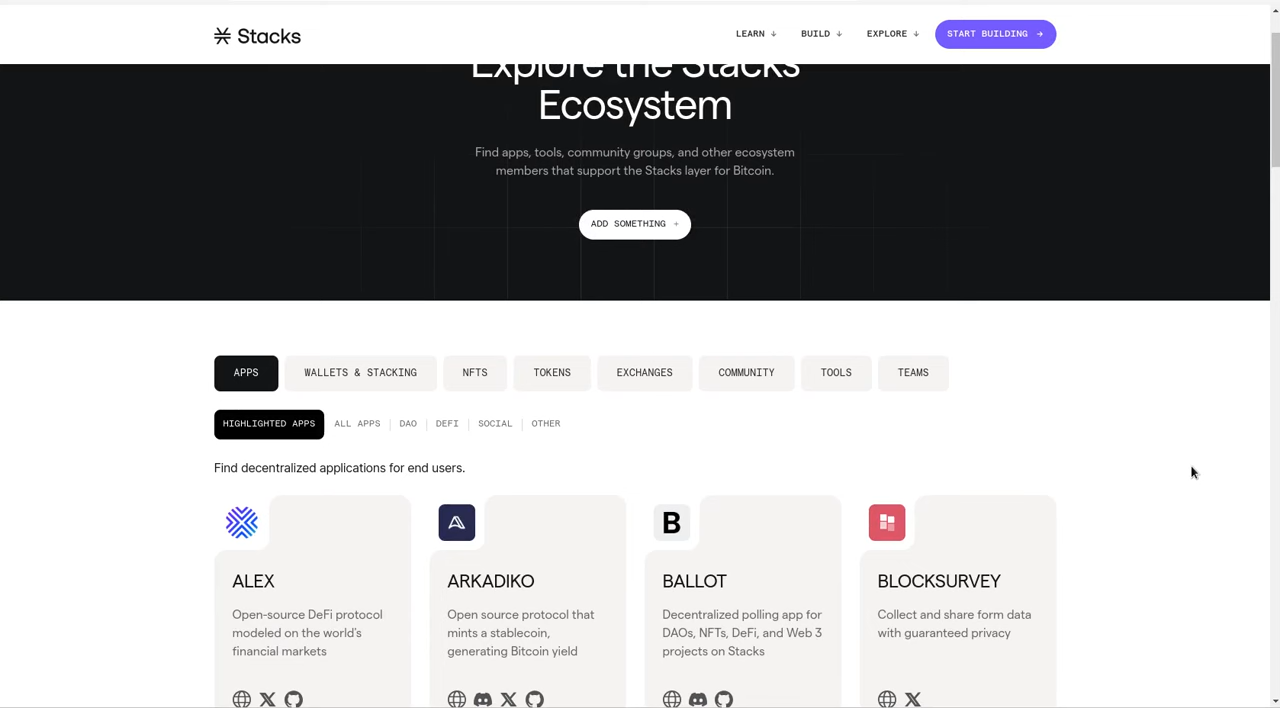 Stacks
LEARN ↓ BUILD ↓ EXPLORE ↓ START BUILDING →
Explore the Stacks
Ecosystem
Find apps, tools, community groups, and other ecosystem
members that support the Stacks layer for Bitcoin.
ADD SOMETHING +
APPS WALLETS & STACKING NFTS TOKENS EXCHANGES COMMUNITY TOOLS TEAMS
HIGHLIGHTED APPS ALL APPS DAO DEFI SOCIAL OTHER
Find decentralized applications for end users.
ALEX
Open-source DeFi protocol
modeled on the world's
financial markets
ARKADIKO
Open source protocol that
mints a stablecoin,
generating Bitcoin yield
B
BALLOT
Decentralized polling app for
DAOs, NFTs, DeFi, and Web 3
projects on Stacks
BLOCKSURVEY
Collect and share form data
with guaranteed privacy